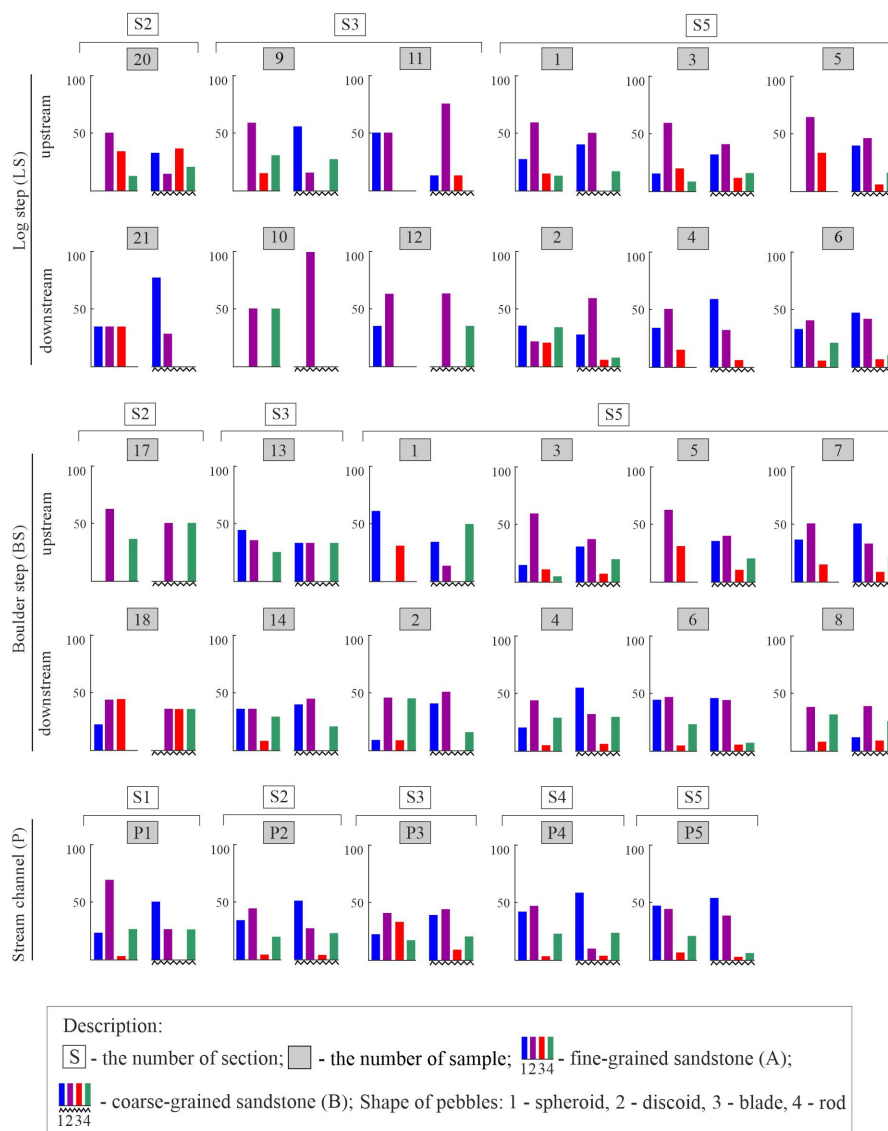 S2 S3 S5
20 9 11 1 3 5
100 100 100 100 100 100
50 50 50 50 50 50
upstream
21 10 12 2 4 6
100 100 100 100 100 100
50 50 50 50 50 50
downstream
Log step (LS)
S2 S3 S5
17 13 1 3 5 7
100 100 100 100 100 100
50 50 50 50 50 50
upstream
18 14 2 4 6 8
100 100 100 100 100 100
50 50 50 50 50 50
downstream
Boulder step (BS)
S1 S2 S3 S4 S5
P1 P2 P3 P4 P5
100 100 100 100 100
50 50 50 50 50
Stream channel (P)
Description:
S - the number of section; - the number of sample; 1234 - fine-grained sandstone (A);
1234 - coarse-grained sandstone (B); Shape of pebbles: 1 - spheroid, 2 - discoid, 3 - blade, 4 - rod